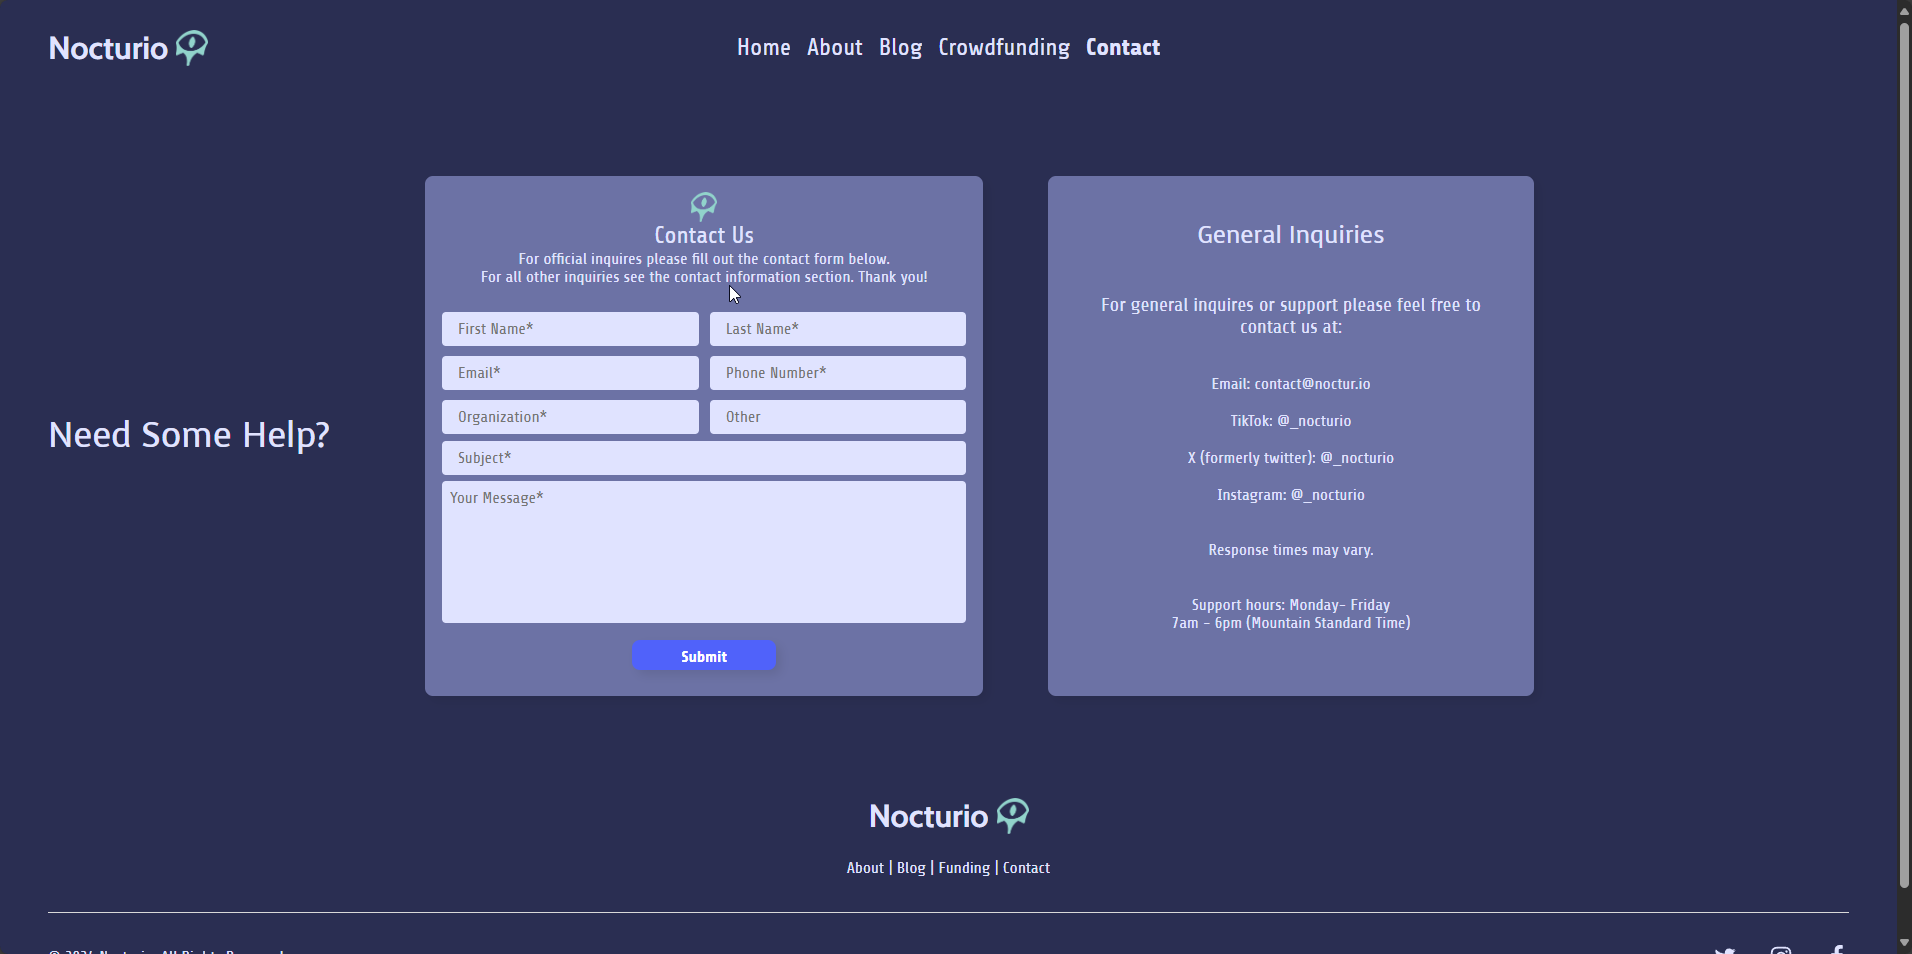 Nocturio
Home About Blog Crowdfunding Contact
Need Some Help?
Contact Us
For official inquires please fill out the contact form below.
For all other inquiries see the contact information section. Thank you!
First Name* Last Name*
Email* Phone Number*
Organization* Other
Subject*
Your Message*
Submit
General Inquiries
For general inquires or support please feel free to
contact us at:
Email: contact@noctur.io
TikTok: @_nocturio
X (formerly twitter): @_nocturio
Instagram: @_nocturio
Response times may vary.
Support hours: Monday- Friday
7am - 6pm (Mountain Standard Time)
Nocturio
About | Blog | Funding | Contact